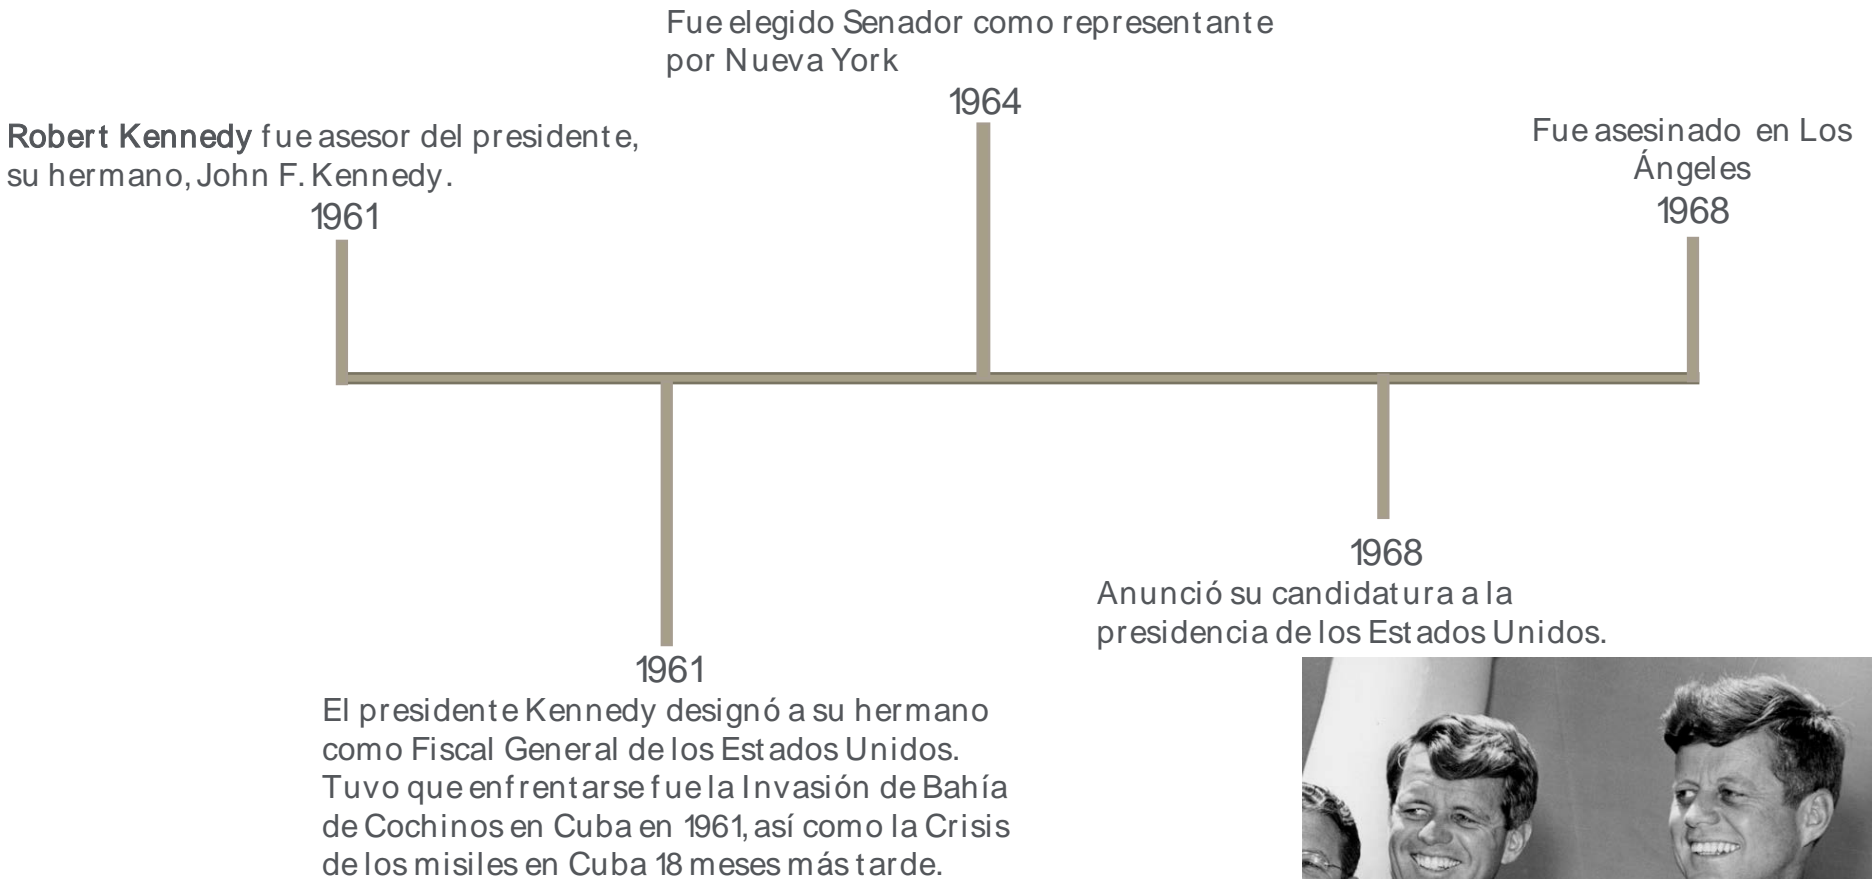 Fue elegido Senador como representante
por Nueva York
1964
Robert Kennedy fue asesor del presidente,
su hermano, John F. Kennedy.
1961
Fue asesinado en Los
Ángeles
1968
1968
Anunció su candidatura a la
presidencia de los Estados Unidos.
1961
El presidente Kennedy designó a su hermano
como Fiscal General de los Estados Unidos.
Tuvo que enfrentarse fue la Invasión de Bahía
de Cochinos en Cuba en 1961, así como la Crisis
de los misiles en Cuba 18 meses más tarde.